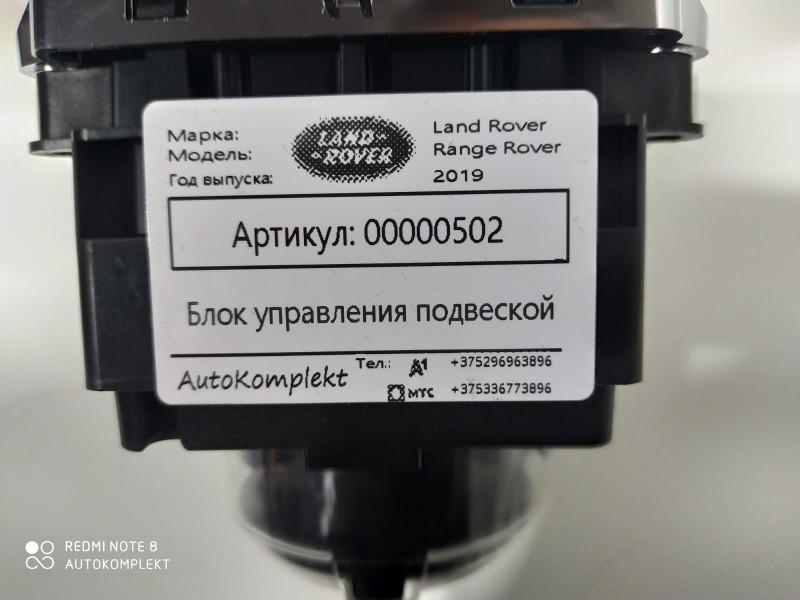 Марка: LAND ROVER Land Rover
Модель: Range Rover
Год выпуска: 2019
Артикул: 00000502
Блок управления подвеской
AutoKomplekt Тел.: A1 +375296963896
МТС +375336773896
REDMI NOTE 8
AUTOKOMPLEKT